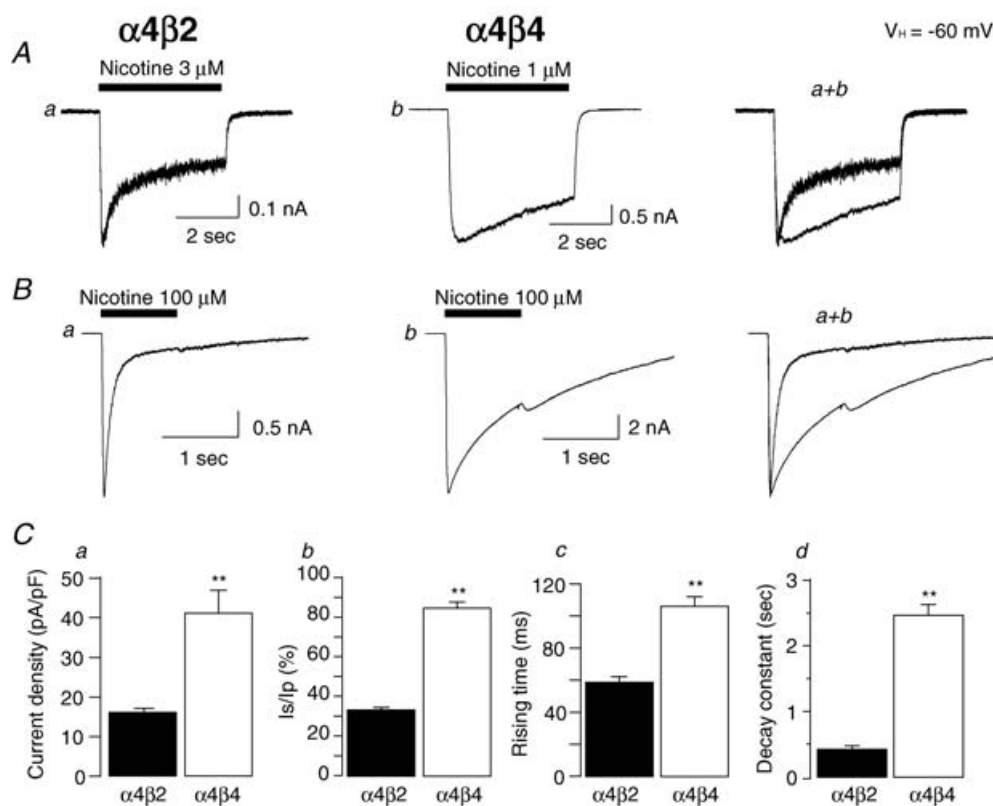 α4β2 α4β4 VH = -60 mV
A
Nicotine 3 µM Nicotine 1 µM
a b a+b
0.1 nA
2 sec
0.5 nA
2 sec
B
Nicotine 100 µM Nicotine 100 µM
a b a+b
0.5 nA
1 sec
2 nA
1 sec
C
a
Current density (pA/pF)
50
40
30
20
10
0
**
α4β2 α4β4
b
Is/Ip (%)
100
80
60
40
20
0
**
α4β2 α4β4
c
Rising time (ms)
120
80
40
0
**
α4β2 α4β4
d
Decay constant (sec)
3
2
1
0
**
α4β2 α4β4